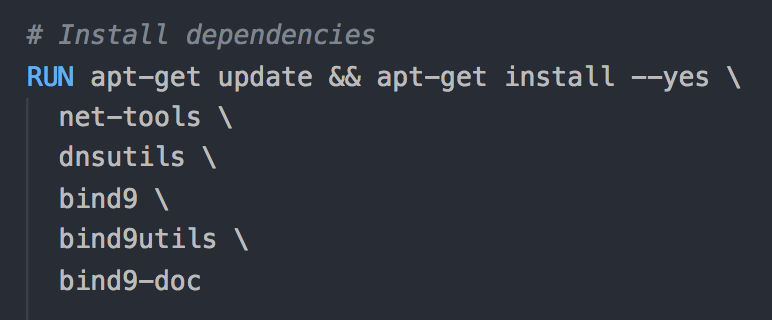 # Install dependencies
RUN apt-get update && apt-get install --yes \
net-tools \
dnsutils \
bind9 \
bind9utils \
bind9-doc